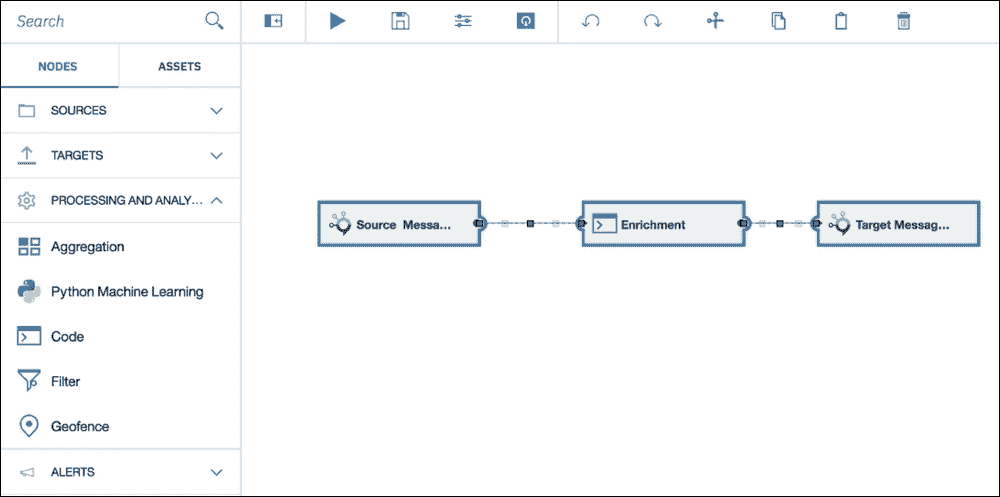 Search
NODES ASSETS
SOURCES
TARGETS
PROCESSING AND ANALY...
Aggregation
Python Machine Learning
Code
Filter
Geofence
ALERTS
Source Messa...
Enrichment
Target Messag...